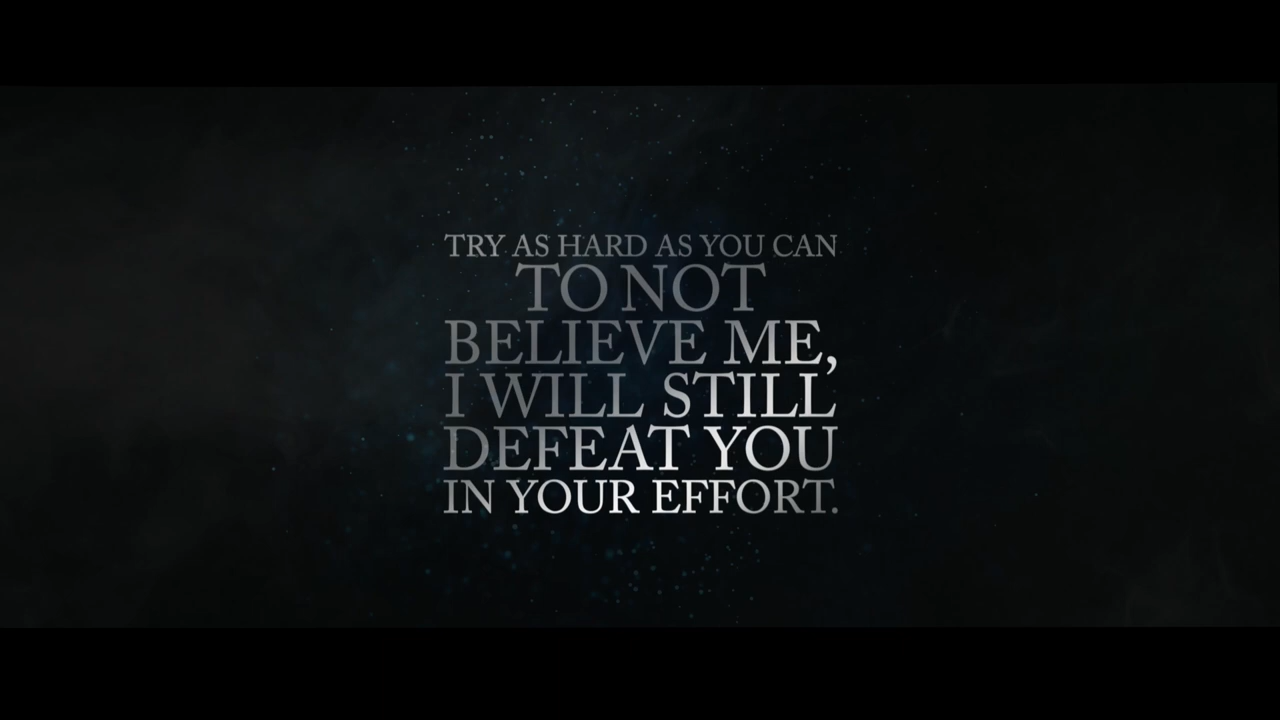 TRY AS HARD AS YOU CAN
TO NOT
BELIEVE ME,
I WILL STILL
DEFEAT YOU
IN YOUR EFFORT.